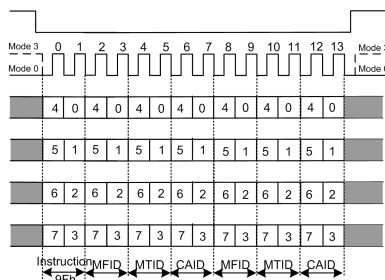 Mode 3 0 1 2 3 4 5 6 7 8 9 10 11 12 13 Mode
Mode 0 Mode
4 0 4 0 4 0 4 0 4 0 4 0 4 0
5 1 5 1 5 1 5 1 5 1 5 1 5 1
6 2 6 2 6 2 6 2 6 2 6 2 6 2
7 3 7 3 7 3 7 3 7 3 7 3 7 3
Instruction MFID MTID CAID MFID MTID CAID
9Fh